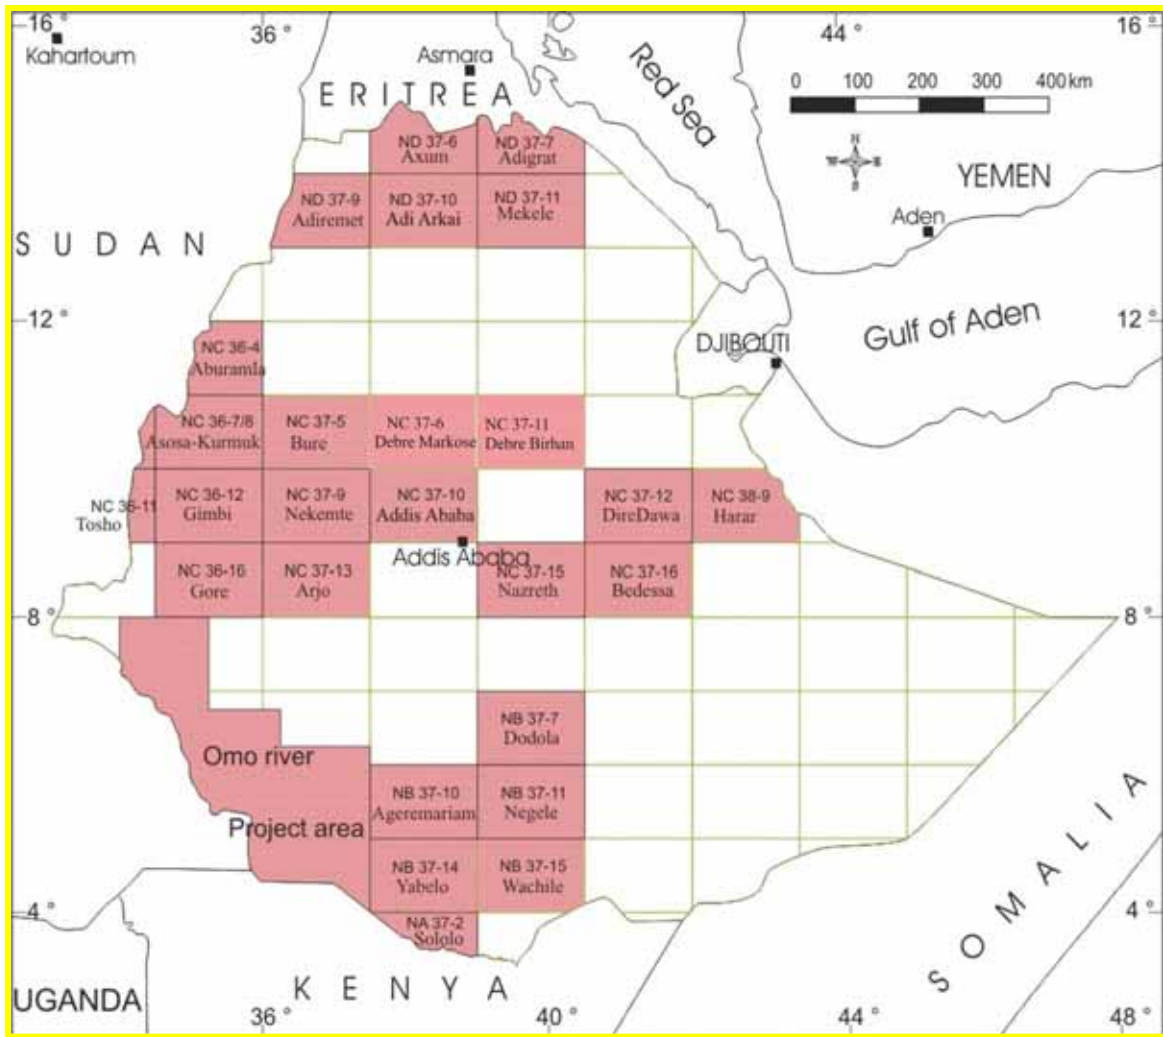 16°
36°
44°
16°
Kahartoum
Asmara
0 100 200 300 400 km
ERITREA
Red Sea
N
W E
S
ND 37-6
Axum
ND 37-7
Adigrat
YEMEN
ND 37-9
Adiremet
ND 37-10
Adi Arkai
ND 37-11
Mekele
Aden
SUDAN
12°
12°
Gulf of Aden
DJIBOUTI
NC 36-4
Aburamla
NC 36-7/8
Asosa-Kurmuk
NC 37-5
Bure
NC 37-6
Debre Markose
NC 37-11
Debre Birhan
NC 36-11
Tosho
NC 36-12
Gimbi
NC 37-9
Nekemte
NC 37-10
Addis Ababa
NC 37-12
DireDawa
NC 38-9
Harar
Addis Ababa
NC 36-16
Gore
NC 37-13
Arjo
NC 37-15
Nazreth
NC 37-16
Bedessa
8°
8°
NB 37-7
Dodola
Omo river
Project area
NB 37-10
Ageremariam
NB 37-11
Negele
NB 37-14
Yabelo
NB 37-15
Wachile
SOMALIA
4°
4°
NA 37-2
Sololo
KENYA
UGANDA
36°
40°
44°
48°